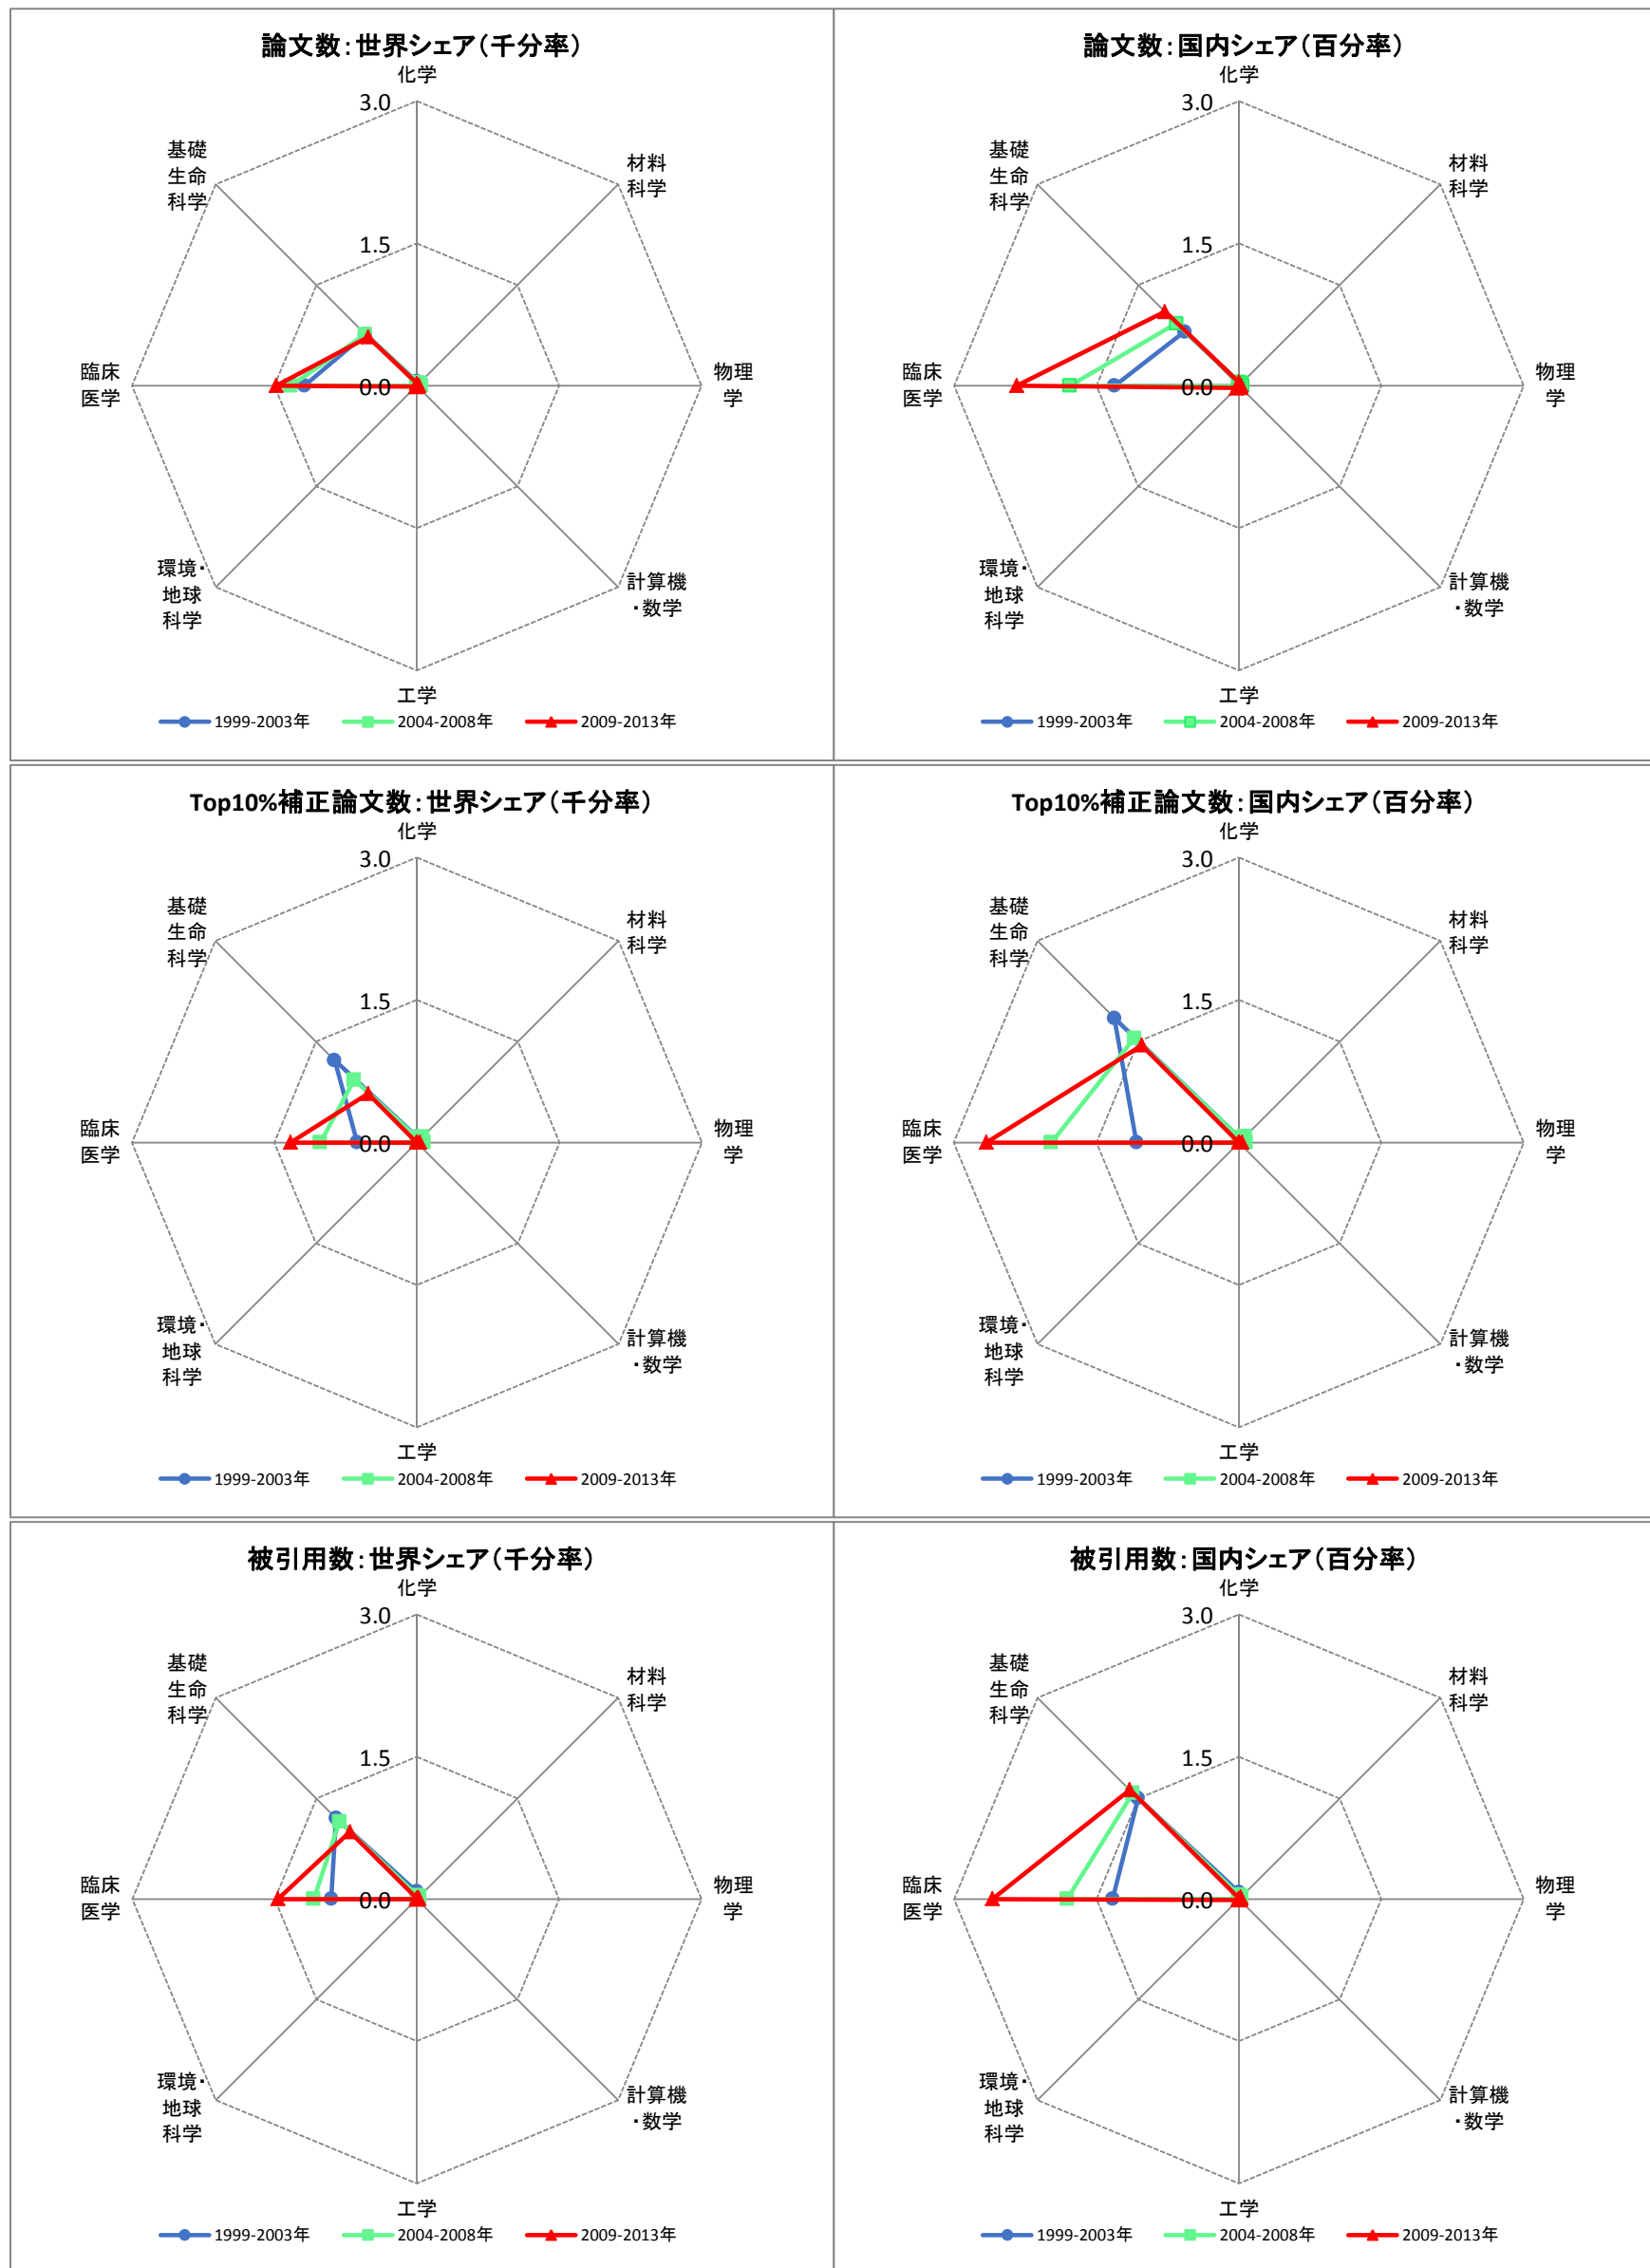 論文数：世界シェア（千分率）
化学
3.0
1.5
0.0
基礎
生命
科学
材料
科学
臨床
医学
物理
学
環境・
地球
科学
計算機
・数学
工学
1999-2003年 2004-2008年 2009-2013年
論文数：国内シェア（百分率）
化学
3.0
1.5
0.0
基礎
生命
科学
材料
科学
臨床
医学
物理
学
環境・
地球
科学
計算機
・数学
工学
1999-2003年 2004-2008年 2009-2013年
Top10%補正論文数：世界シェア（千分率）
化学
3.0
1.5
0.0
基礎
生命
科学
材料
科学
臨床
医学
物理
学
環境・
地球
科学
計算機
・数学
工学
1999-2003年 2004-2008年 2009-2013年
Top10%補正論文数：国内シェア（百分率）
化学
3.0
1.5
0.0
基礎
生命
科学
材料
科学
臨床
医学
物理
学
環境・
地球
科学
計算機
・数学
工学
1999-2003年 2004-2008年 2009-2013年
被引用数：世界シェア（千分率）
化学
3.0
1.5
0.0
基礎
生命
科学
材料
科学
臨床
医学
物理
学
環境・
地球
科学
計算機
・数学
工学
1999-2003年 2004-2008年 2009-2013年
被引用数：国内シェア（百分率）
化学
3.0
1.5
0.0
基礎
生命
科学
材料
科学
臨床
医学
物理
学
環境・
地球
科学
計算機
・数学
工学
1999-2003年 2004-2008年 2009-2013年